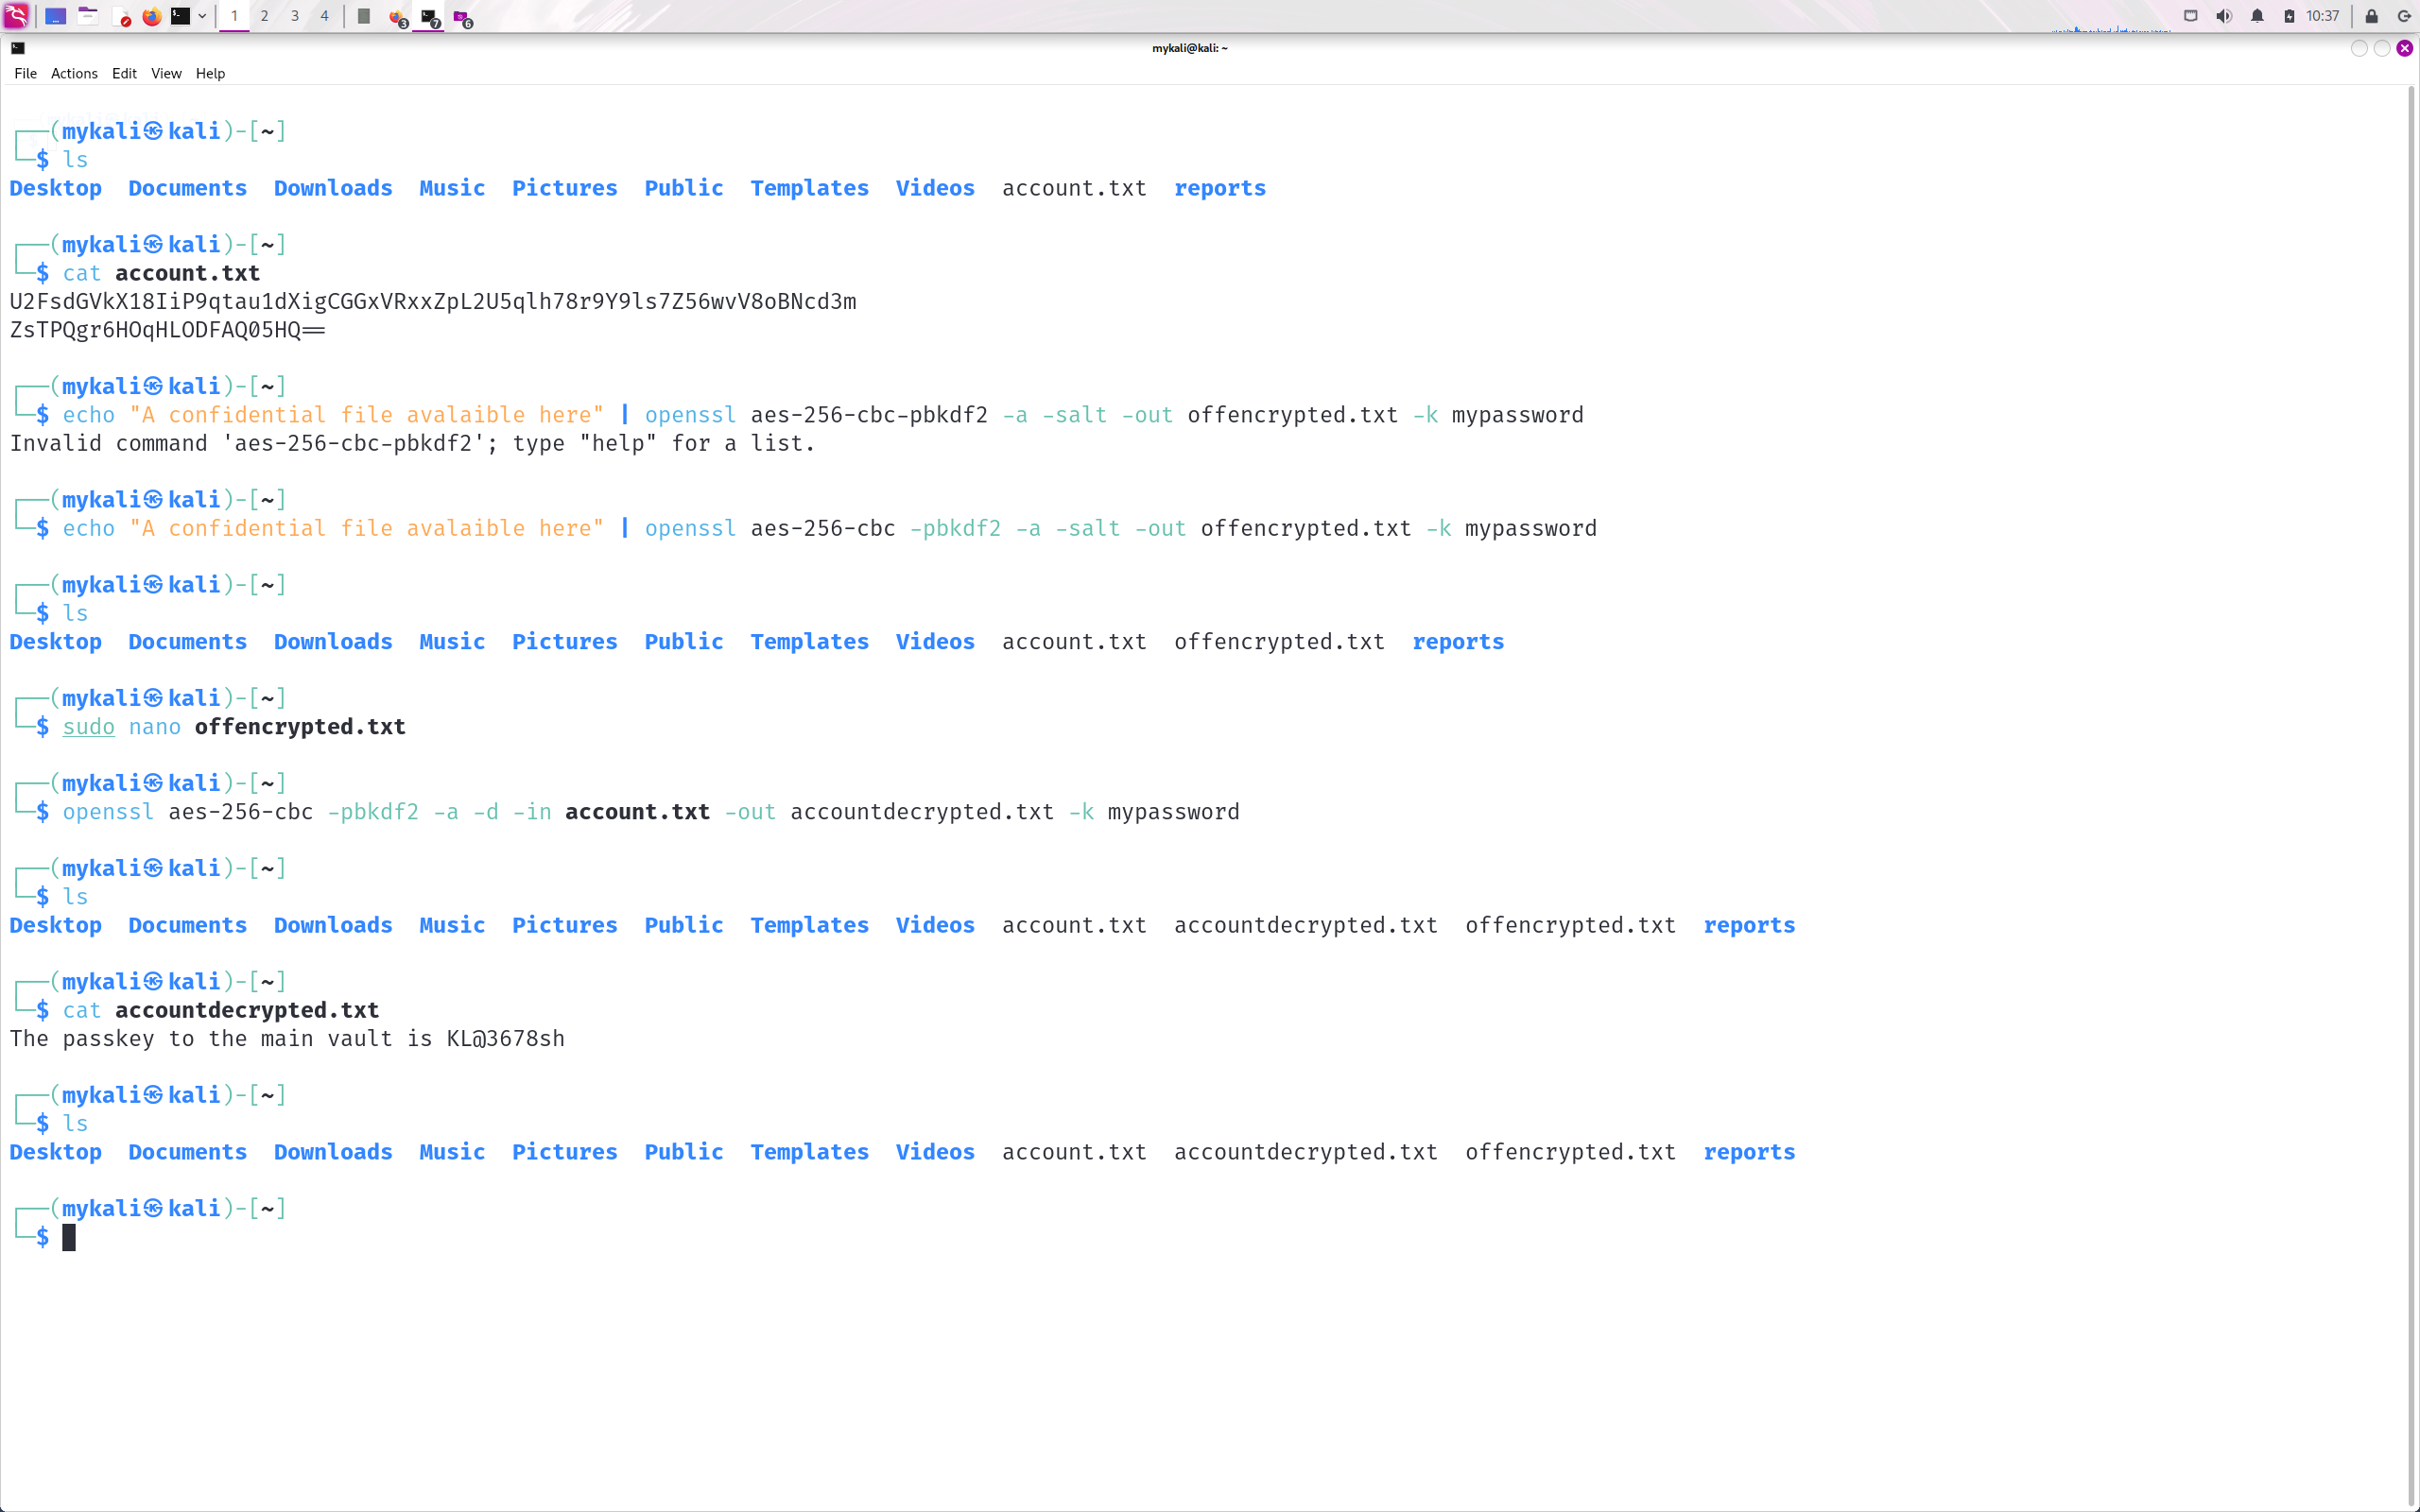 1 2 3 4 3 7 6 10:37
mykali@kali: ~
File Actions Edit View Help
┌──(mykali㉿kali)-[~]
└─$ ls
Desktop Documents Downloads Music Pictures Public Templates Videos account.txt reports
┌──(mykali㉿kali)-[~]
└─$ cat account.txt
U2FsdGVkX18IiP9qtau1dXigCGGxVRxxZpL2U5qlh78r9Y9ls7Z56wvV8oBNcd3m
ZsTPQgr6HOqHLODFAQ05HQ==
┌──(mykali㉿kali)-[~]
└─$ echo "A confidential file avalaible here" | openssl aes-256-cbc-pbkdf2 -a -salt -out offencrypted.txt -k mypassword
Invalid command 'aes-256-cbc-pbkdf2'; type "help" for a list.
┌──(mykali㉿kali)-[~]
└─$ echo "A confidential file avalaible here" | openssl aes-256-cbc -pbkdf2 -a -salt -out offencrypted.txt -k mypassword
┌──(mykali㉿kali)-[~]
└─$ ls
Desktop Documents Downloads Music Pictures Public Templates Videos account.txt offencrypted.txt reports
┌──(mykali㉿kali)-[~]
└─$ sudo nano offencrypted.txt
┌──(mykali㉿kali)-[~]
└─$ openssl aes-256-cbc -pbkdf2 -a -d -in account.txt -out accountdecrypted.txt -k mypassword
┌──(mykali㉿kali)-[~]
└─$ ls
Desktop Documents Downloads Music Pictures Public Templates Videos account.txt accountdecrypted.txt offencrypted.txt reports
┌──(mykali㉿kali)-[~]
└─$ cat accountdecrypted.txt
The passkey to the main vault is KL@3678sh
┌──(mykali㉿kali)-[~]
└─$ ls
Desktop Documents Downloads Music Pictures Public Templates Videos account.txt accountdecrypted.txt offencrypted.txt reports
┌──(mykali㉿kali)-[~]
└─$